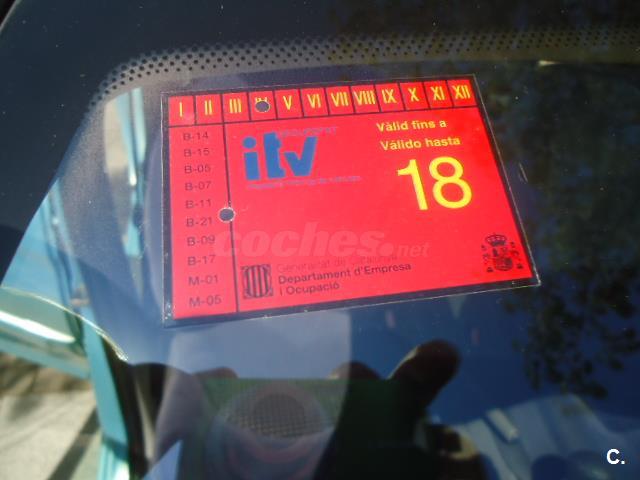 I II III V VI VII VIII IX X XI XII
B-14
B-15
B-05
B-07
B-11
B-21
B-09
B-17
M-01
M-05
itv
Vàlid fins a
Válido hasta
18
coches.net
Generalitat de Catalunya
Departament d'Empresa
i Ocupació
C.